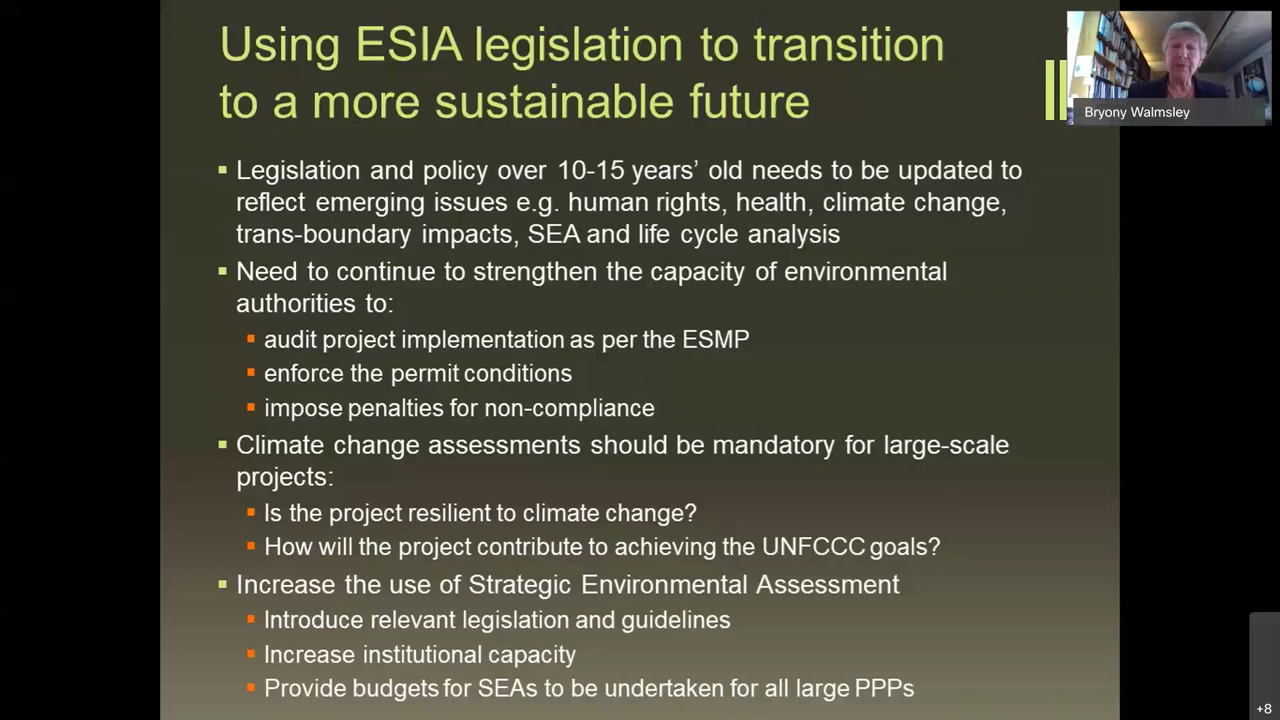 Using ESIA legislation to transition
to a more sustainable future
Bryony Walmsley
▪ Legislation and policy over 10-15 years’ old needs to be updated to
reflect emerging issues e.g. human rights, health, climate change,
trans-boundary impacts, SEA and life cycle analysis
▪ Need to continue to strengthen the capacity of environmental
authorities to:
▪ audit project implementation as per the ESMP
▪ enforce the permit conditions
▪ impose penalties for non-compliance
▪ Climate change assessments should be mandatory for large-scale
projects:
▪ Is the project resilient to climate change?
▪ How will the project contribute to achieving the UNFCCC goals?
▪ Increase the use of Strategic Environmental Assessment
▪ Introduce relevant legislation and guidelines
▪ Increase institutional capacity
▪ Provide budgets for SEAs to be undertaken for all large PPPs
+8